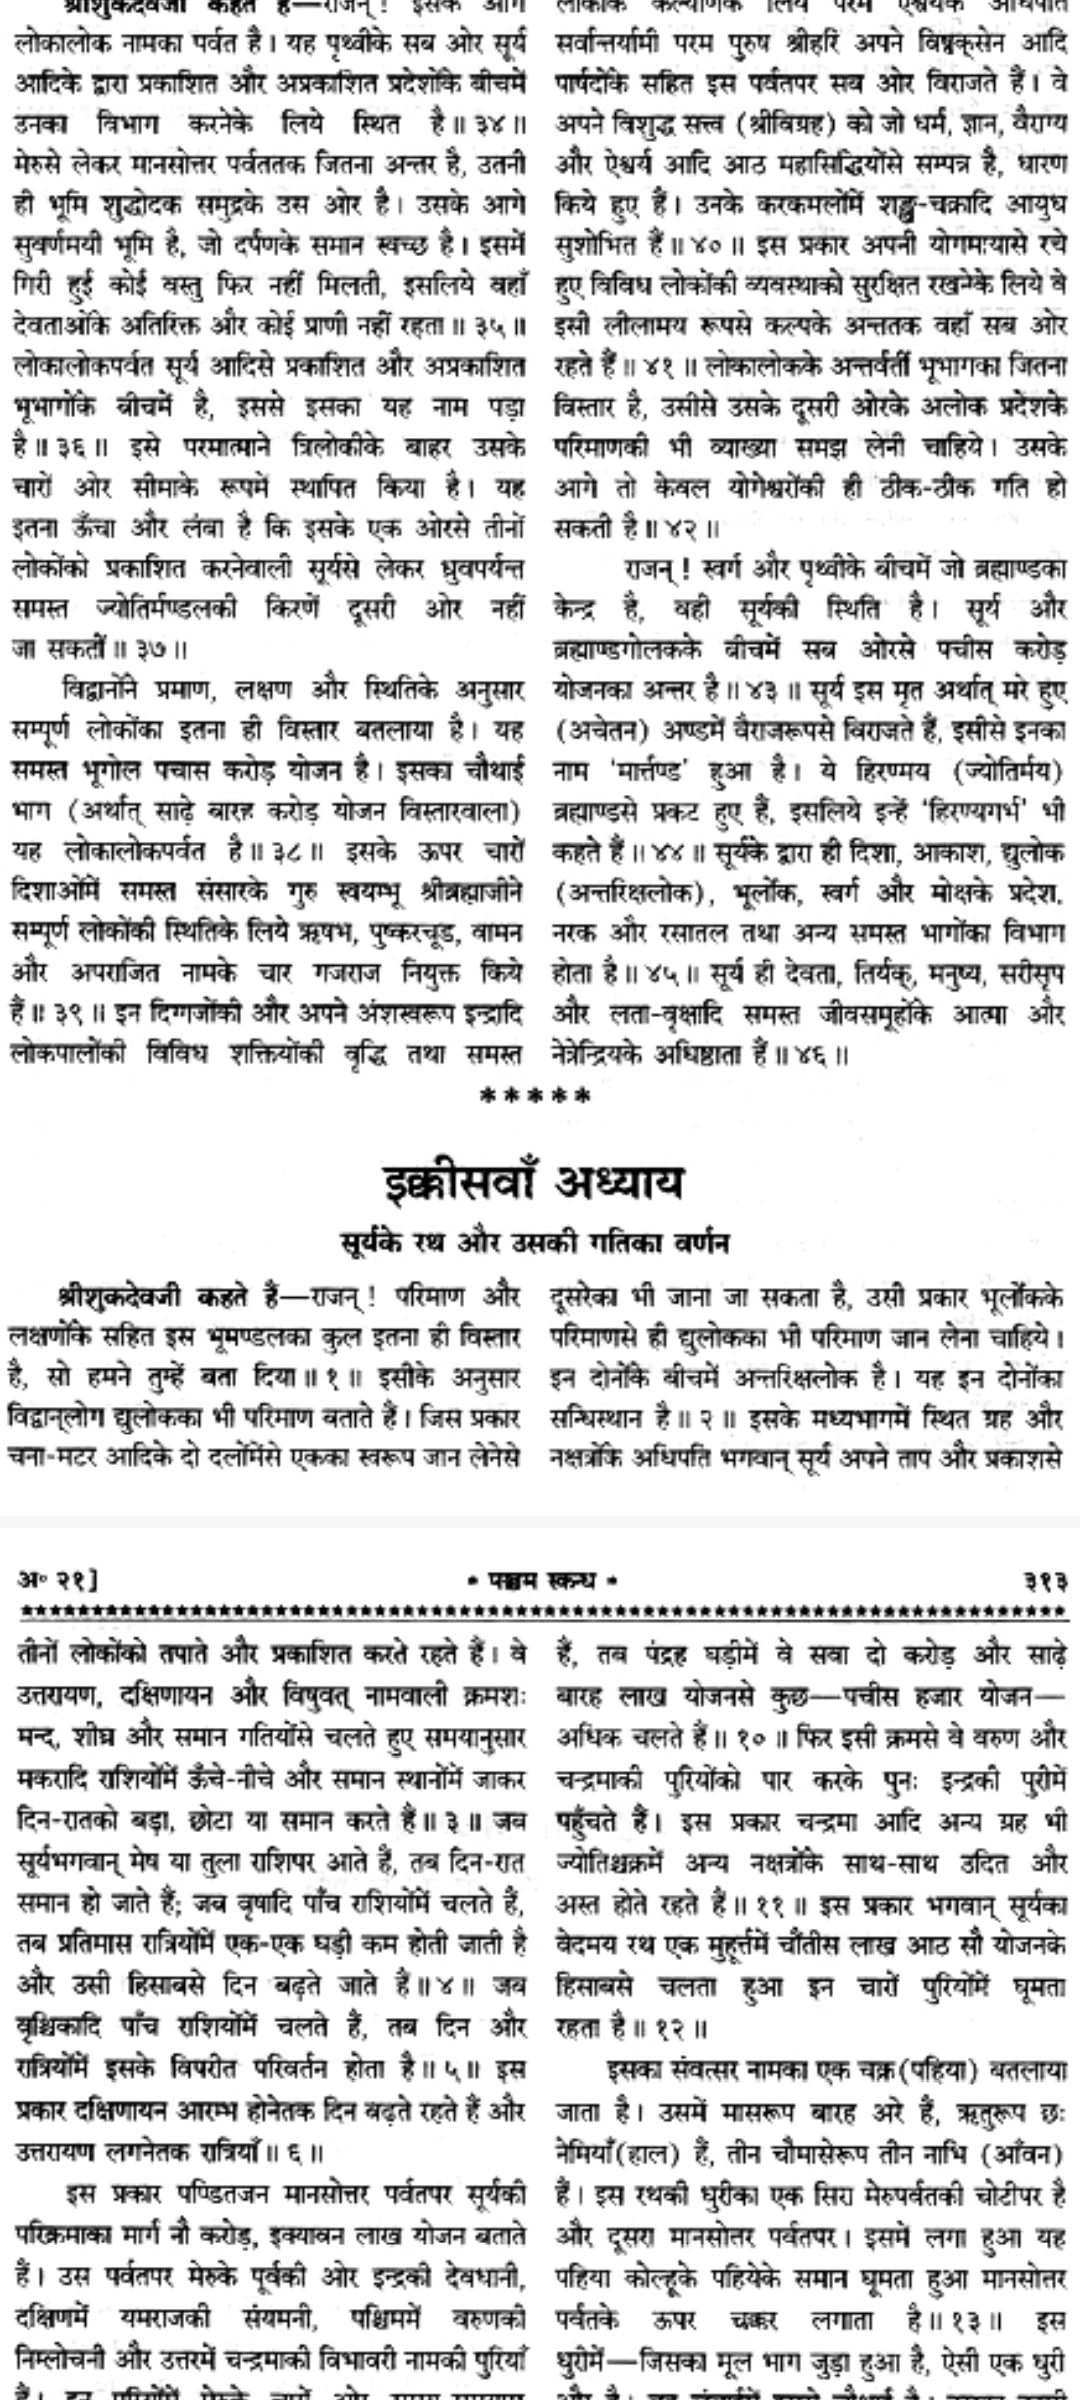 श्रीशुकदेवजी कहते हैं—राजन्! इसके आगे
लोकालोक नामका पर्वत है। यह पृथ्वीके सब ओर सूर्य
आदिके द्वारा प्रकाशित और अप्रकाशित प्रदेशोंके बीचमें
उनका विभाग करनेके लिये स्थित है॥ ३४॥
मेरुसे लेकर मानसोत्तर पर्वततक जितना अन्तर है, उतनी
ही भूमि शुद्धोदक समुद्रके उस ओर है। उसके आगे
सुवर्णमयी भूमि है, जो दर्पणके समान स्वच्छ है। इसमें
गिरी हुई कोई वस्तु फिर नहीं मिलती, इसलिये वहाँ
देवताओंके अतिरिक्त और कोई प्राणी नहीं रहता॥ ३५॥
लोकालोकपर्वत सूर्य आदिसे प्रकाशित और अप्रकाशित
भूभागोंके बीचमें है, इससे इसका यह नाम पड़ा
है॥ ३६॥ इसे परमात्माने त्रिलोकीके बाहर उसके
चारों ओर सीमाके रूपमें स्थापित किया है। यह
इतना ऊँचा और लंबा है कि इसके एक ओरसे तीनों
लोकोंको प्रकाशित करनेवाली सूर्यसे लेकर ध्रुवपर्यन्त
समस्त ज्योतिर्मण्डलकी किरणें दूसरी ओर नहीं
जा सकतीं॥ ३७॥
विद्वानोंने प्रमाण, लक्षण और स्थितिके अनुसार
सम्पूर्ण लोकोंका इतना ही विस्तार बतलाया है। यह
समस्त भूगोल पचास करोड़ योजन है। इसका चौथाई
भाग (अर्थात् साढ़े बारह करोड़ योजन विस्तारवाला)
यह लोकालोकपर्वत है॥ ३८॥ इसके ऊपर चारों
दिशाओंमें समस्त संसारके गुरु स्वयम्भू श्रीब्रह्माजीने
सम्पूर्ण लोकोंकी स्थितिके लिये ऋषभ, पुष्करचूड, वामन
और अपराजित नामके चार गजराज नियुक्त किये
हैं॥ ३९॥ इन दिग्गजोंकी और अपने अंशस्वरूप इन्द्रादि
लोकपालोंकी विविध शक्तियोंकी वृद्धि तथा समस्त
लोकोंके कल्याणके लिये परम ऐश्वर्यके अधिपति
सर्वान्तर्यामी परम पुरुष श्रीहरि अपने विष्वक्सेन आदि
पार्षदोंके सहित इस पर्वतपर सब ओर विराजते हैं। वे
अपने विशुद्ध सत्त्व (श्रीविग्रह) को जो धर्म, ज्ञान, वैराग्य
और ऐश्वर्य आदि आठ महासिद्धियोंसे सम्पन्न है, धारण
किये हुए हैं। उनके करकमलोंमें शङ्ख-चक्रादि आयुध
सुशोभित हैं॥ ४०॥ इस प्रकार अपनी योगमायासे रचे
हुए विविध लोकोंकी व्यवस्थाको सुरक्षित रखनेके लिये वे
इसी लीलामय रूपसे कल्पके अन्ततक वहाँ सब ओर
रहते हैं॥ ४१॥ लोकालोकके अन्तर्वर्ती भूभागका जितना
विस्तार है, उसीसे उसके दूसरी ओरके अलोक प्रदेशके
परिमाणकी भी व्याख्या समझ लेनी चाहिये। उसके
आगे तो केवल योगेश्वरोंकी ही ठीक-ठीक गति हो
सकती है॥ ४२॥
राजन्! स्वर्ग और पृथ्वीके बीचमें जो ब्रह्माण्डका
केन्द्र है, वही सूर्यकी स्थिति है। सूर्य और
ब्रह्माण्डगोलकके बीचमें सब ओरसे पचीस करोड़
योजनका अन्तर है॥ ४३॥ सूर्य इस मृत अर्थात् मरे हुए
(अचेतन) अण्डमें वैराजरूपसे विराजते हैं, इसीसे इनका
नाम ‘मार्त्तण्ड’ हुआ है। ये हिरण्मय (ज्योतिर्मय)
ब्रह्माण्डसे प्रकट हुए हैं, इसलिये इन्हें ‘हिरण्यगर्भ’ भी
कहते हैं॥ ४४॥ सूर्यके द्वारा ही दिशा, आकाश, द्युलोक
(अन्तरिक्षलोक), भूर्लोक, स्वर्ग और मोक्षके प्रदेश,
नरक और रसातल तथा अन्य समस्त भागोंका विभाग
होता है॥ ४५॥ सूर्य ही देवता, तिर्यक्, मनुष्य, सरीसृप
और लता-वृक्षादि समस्त जीवसमूहोंके आत्मा और
नेत्रेन्द्रियके अधिष्ठाता हैं॥ ४६॥
*****
इक्कीसवाँ अध्याय
सूर्यके रथ और उसकी गतिका वर्णन
श्रीशुकदेवजी कहते हैं—राजन्! परिमाण और
लक्षणोंके सहित इस भूमण्डलका कुल इतना ही विस्तार
है, सो हमने तुम्हें बता दिया॥ १॥ इसीके अनुसार
विद्वान्‌लोग द्युलोकका भी परिमाण बताते हैं। जिस प्रकार
चना-मटर आदिके दो दलोंमेंसे एकका स्वरूप जान लेनेसे
दूसरेका भी जाना जा सकता है, उसी प्रकार भूर्लोकके
परिमाणसे ही द्युलोकका भी परिमाण जान लेना चाहिये।
इन दोनोंके बीचमें अन्तरिक्षलोक है। यह इन दोनोंका
सन्धिस्थान है॥ २॥ इसके मध्यभागमें स्थित ग्रह और
नक्षत्रोंके अधिपति भगवान् सूर्य अपने ताप और प्रकाशसे
अ० २१] * पञ्चम स्कन्ध * ३१३
तीनों लोकोंको तपाते और प्रकाशित करते रहते हैं। वे
उत्तरायण, दक्षिणायन और विषुवत् नामवाली क्रमशः
मन्द, शीघ्र और समान गतियोंसे चलते हुए समयानुसार
मकरादि राशियोंमें ऊँचे-नीचे और समान स्थानोंमें जाकर
दिन-रातको बड़ा, छोटा या समान करते हैं॥ ३॥ जब
सूर्यभगवान् मेष या तुला राशिपर आते हैं, तब दिन-रात
समान हो जाते हैं; जब वृषादि पाँच राशियोंमें चलते हैं,
तब प्रतिमास रात्रियोंमें एक-एक घड़ी कम होती जाती है
और उसी हिसाबसे दिन बढ़ते जाते हैं॥ ४॥ जब
वृश्चिकादि पाँच राशियोंमें चलते हैं, तब दिन और
रात्रियोंमें इसके विपरीत परिवर्तन होता है॥ ५॥ इस
प्रकार दक्षिणायन आरम्भ होनेतक दिन बढ़ते रहते हैं और
उत्तरायण लगनेतक रात्रियाँ॥ ६॥
इस प्रकार पण्डितजन मानसोत्तर पर्वतपर सूर्यकी
परिक्रमाका मार्ग नौ करोड़, इक्यावन लाख योजन बताते
हैं। उस पर्वतपर मेरुके पूर्वकी ओर इन्द्रकी देवधानी,
दक्षिणमें यमराजकी संयमनी, पश्चिममें वरुणकी
निम्लोचनी और उत्तरमें चन्द्रमाकी विभावरी नामकी पुरियाँ
हैं, तब पंद्रह घड़ीमें वे सवा दो करोड़ और साढ़े
बारह लाख योजनसे कुछ—पचीस हजार योजन—
अधिक चलते हैं॥ १०॥ फिर इसी क्रमसे वे वरुण और
चन्द्रमाकी पुरियोंको पार करके पुनः इन्द्रकी पुरीमें
पहुँचते हैं। इस प्रकार चन्द्रमा आदि अन्य ग्रह भी
ज्योतिश्चक्रमें अन्य नक्षत्रोंके साथ-साथ उदित और
अस्त होते रहते हैं॥ ११॥ इस प्रकार भगवान् सूर्यका
वेदमय रथ एक मुहूर्त्तमें चौंतीस लाख आठ सौ योजनके
हिसाबसे चलता हुआ इन चारों पुरियोंमें घूमता
रहता है॥ १२॥
इसका संवत्सर नामका एक चक्र (पहिया) बतलाया
जाता है। उसमें मासरूप बारह अरे हैं, ऋतुरूप छः
नेमियाँ (हाल) हैं, तीन चौमासेरूप तीन नाभि (आँवन)
हैं। इस रथकी धुरीका एक सिरा मेरुपर्वतकी चोटीपर है
और दूसरा मानसोत्तर पर्वतपर। इसमें लगा हुआ यह
पहिया कोल्हूके पहियेके समान घूमता हुआ मानसोत्तर
पर्वतके ऊपर चक्कर लगाता है॥ १३॥ इस
धुरीमें—जिसका मूल भाग जुड़ा हुआ है, ऐसी एक धुरी